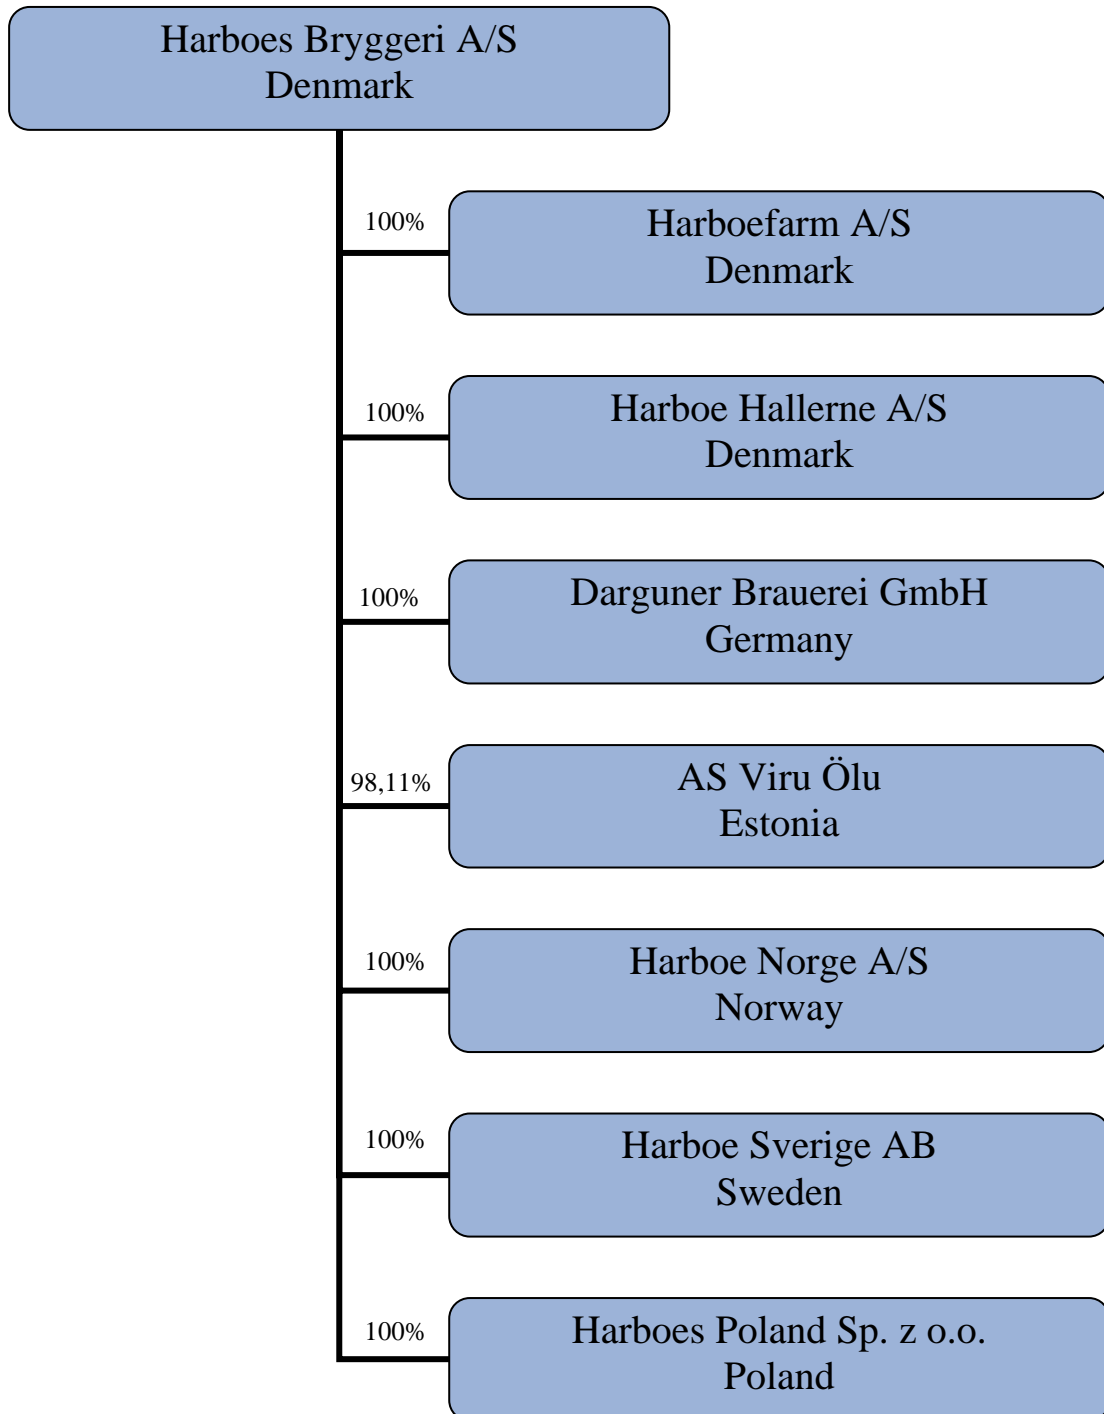 Harboes Bryggeri A/S
Denmark
100%
Harboefarm A/S
Denmark
100%
Harboe Hallerne A/S
Denmark
100%
Darguner Brauerei GmbH
Germany
98,11%
AS Viru Ölu
Estonia
100%
Harboe Norge A/S
Norway
100%
Harboe Sverige AB
Sweden
100%
Harboes Poland Sp. z o.o.
Poland